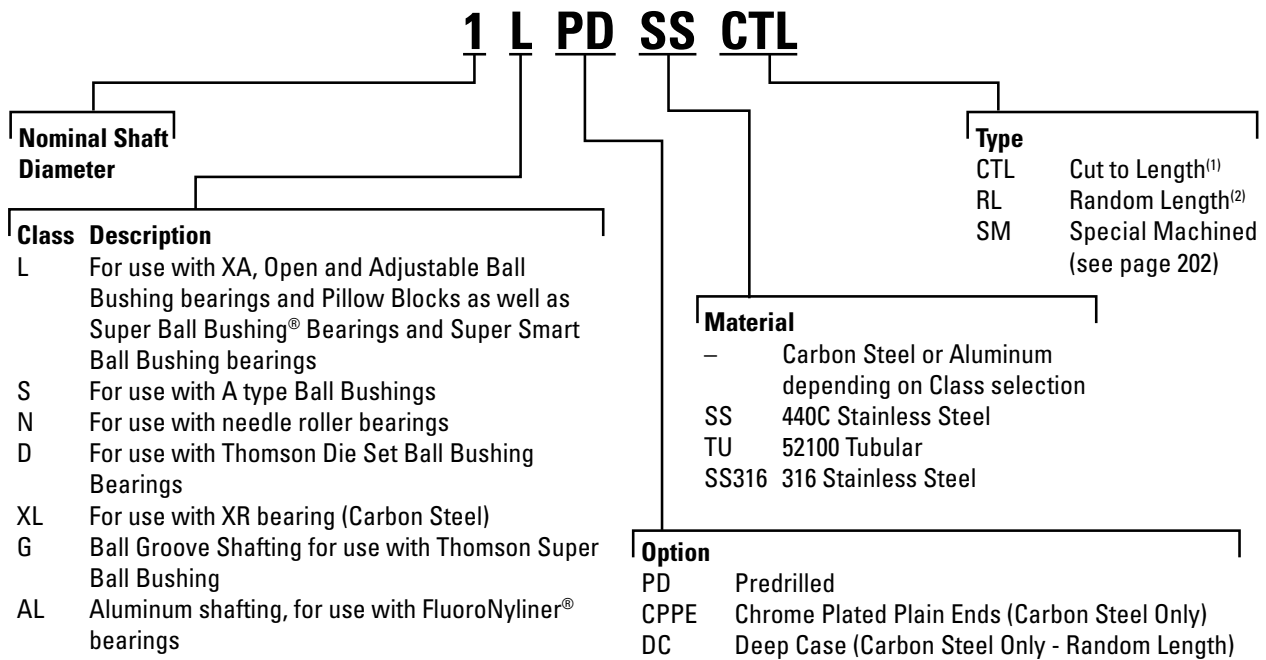 1 L PD SS CTL
Nominal Shaft
Diameter
Class Description
L For use with XA, Open and Adjustable Ball
Bushing bearings and Pillow Blocks as well as
Super Ball Bushing® Bearings and Super Smart
Ball Bushing bearings
S For use with A type Ball Bushings
N For use with needle roller bearings
D For use with Thomson Die Set Ball Bushing
Bearings
XL For use with XR bearing (Carbon Steel)
G Ball Groove Shafting for use with Thomson Super
Ball Bushing
AL Aluminum shafting, for use with FluoroNyliner®
bearings
Type
CTL Cut to Length(1)
RL Random Length(2)
SM Special Machined
(see page 202)
Material
– Carbon Steel or Aluminum
depending on Class selection
SS 440C Stainless Steel
TU 52100 Tubular
SS316 316 Stainless Steel
Option
PD Predrilled
CPPE Chrome Plated Plain Ends (Carbon Steel Only)
DC Deep Case (Carbon Steel Only - Random Length)